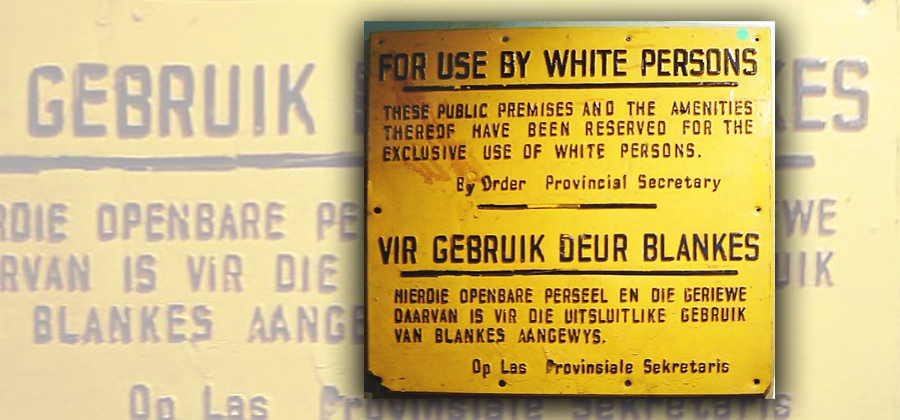 FOR USE BY WHITE PERSONS
THESE PUBLIC PREMISES AND THE AMENITIES
THEREOF HAVE BEEN RESERVED FOR THE
EXCLUSIVE USE OF WHITE PERSONS.
By Order Provincial Secretary
VIR GEBRUIK DEUR BLANKES
HIERDIE OPENBARE PERSEEL EN DIE GERIEWE
DAARVAN IS VIR DIE UITSLUITLIKE GEBRUIK
VAN BLANKES AANGEWYS.
Op Las Provinsiale Sekretaris